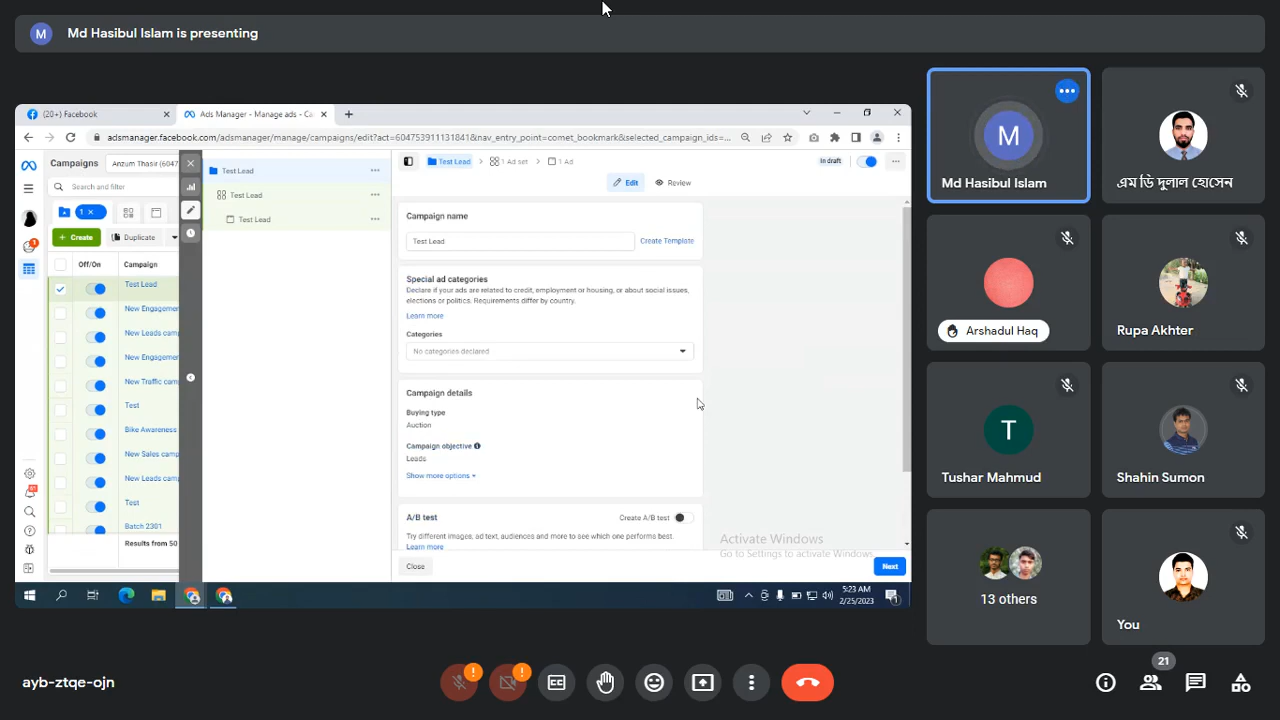 M Md Hasibul Islam is presenting
(20+) Facebook
Ads Manager - Manage ads - Ca
adsmanager.facebook.com/adsmanager/manage/campaigns/edit?act=604753911131841&nav_entry_point=comet_bookmark&selected_campaign_ids=...
Campaigns
Anzum Thasir (6047
Search and filter
1 ×
+ Create
Duplicate
Off/On
Campaign
Test Lead
New Engagemen
New Leads cam
New Engagemen
New Traffic cam
Test
Bike Awareness
New Sales camp
New Leads cam
Test
Batch 2301
Results from 50
Test Lead
Test Lead
Test Lead
Test Lead
1 Ad set
1 Ad
In draft
Edit
Review
Campaign name
Test Lead
Create Template
Special ad categories
Declare if your ads are related to credit, employment or housing, or about social issues,
elections or politics. Requirements differ by country.
Learn more
Categories
No categories declared
Campaign details
Buying type
Auction
Campaign objective
Leads
Show more options
A/B test
Create A/B test
Try different images, ad text, audiences and more to see which one performs best.
Learn more
Activate Windows
Go to Settings to activate Windows.
Close
Next
5:23 AM
2/25/2023
M
Md Hasibul Islam
এম ডি দুলাল হোসেন
Arshadul Haq
Rupa Akhter
T
Tushar Mahmud
Shahin Sumon
13 others
You
ayb-ztqe-ojn
CC
21